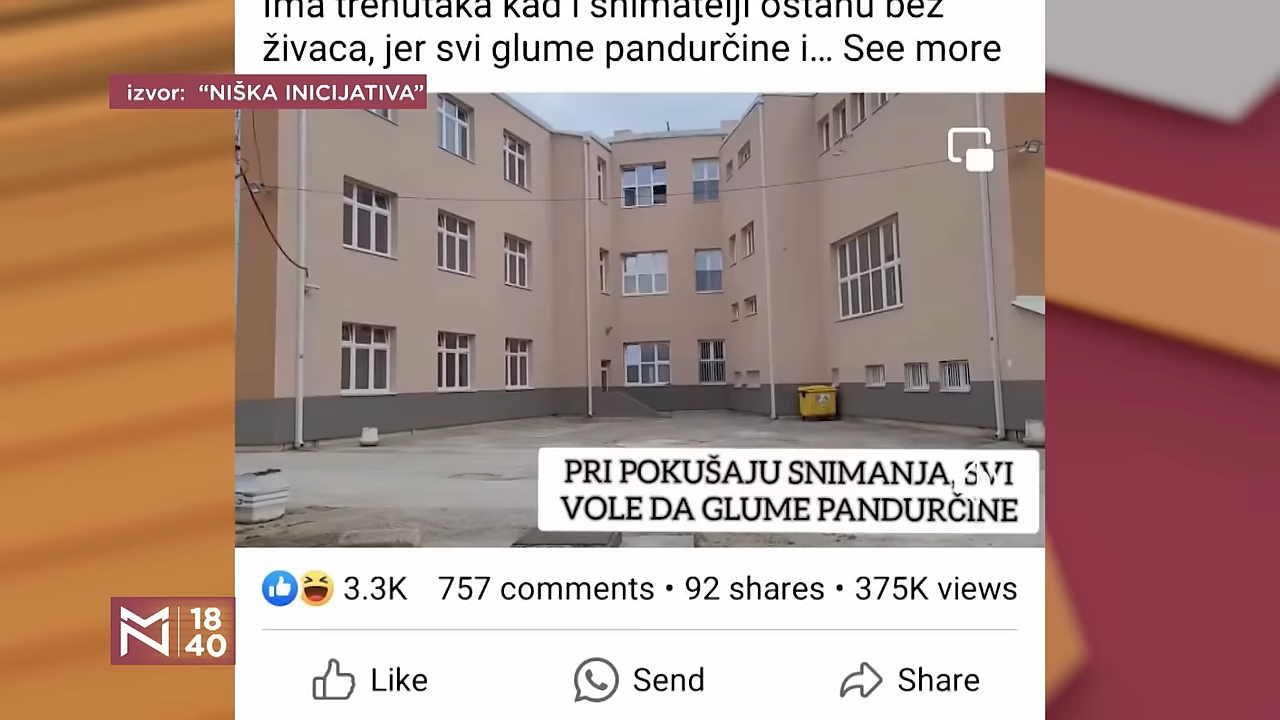 Ima trenutaka kad i snimatelji ostanu bez
živaca, jer svi glume pandurčine i... See more
izvor: “NIŠKA INICIJATIVA”
PRI POKUŠAJU SNIMANJA, SVI
VOLE DA GLUME PANDURČINE
3.3K 757 comments • 92 shares • 375K views
18
40
Like Send Share